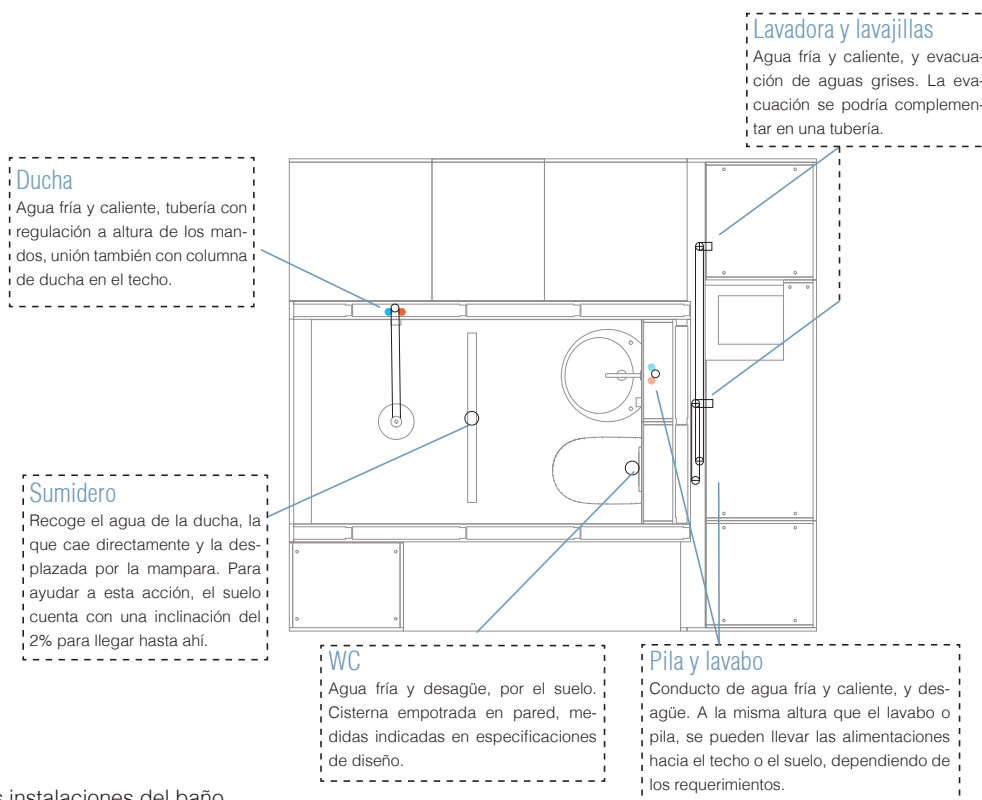 Lavadora y lavajillas
Agua fría y caliente, y evacua-
ción de aguas grises. La eva-
cuación se podría complemen-
tar en una tubería.
Ducha
Agua fría y caliente, tubería con
regulación a altura de los man-
dos, unión también con columna
de ducha en el techo.
Sumidero
Recoge el agua de la ducha, la
que cae directamente y la des-
plazada por la mampara. Para
ayudar a esta acción, el suelo
cuenta con una inclinación del
2% para llegar hasta ahí.
WC
Agua fría y desagüe, por el suelo.
Cisterna empotrada en pared, me-
didas indicadas en especificaciones
de diseño.
Pila y lavabo
Conducto de agua fría y caliente, y des-
agüe. A la misma altura que el lavabo o
pila, se pueden llevar las alimentaciones
hacia el techo o el suelo, dependiendo de
los requerimientos.
instalaciones del baño